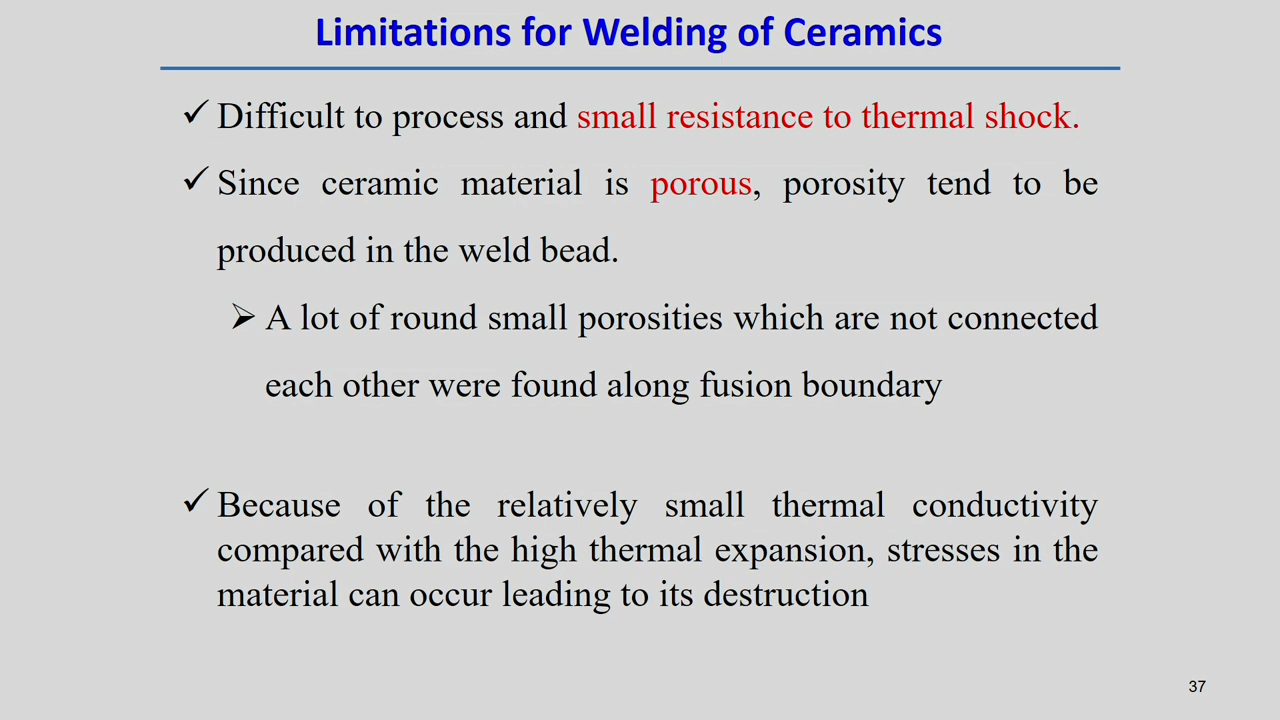 Limitations for Welding of Ceramics
✓ Difficult to process and small resistance to thermal shock.
✓ Since ceramic material is porous, porosity tend to be
produced in the weld bead.
➢ A lot of round small porosities which are not connected
each other were found along fusion boundary
✓ Because of the relatively small thermal conductivity
compared with the high thermal expansion, stresses in the
material can occur leading to its destruction
37